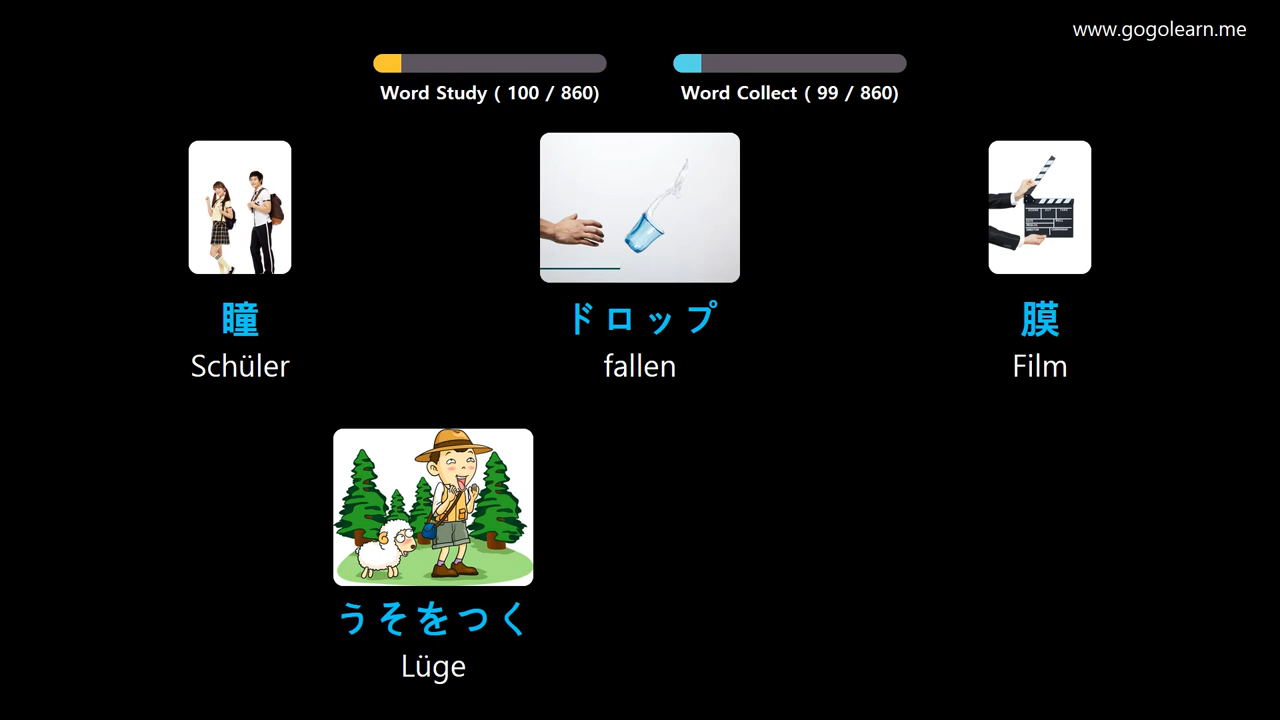 www.gogolearn.me
Word Study ( 100 / 860)
Word Collect ( 99 / 860)
瞳
Schüler
ドロップ
fallen
膜
Film
うそをつく
Lüge